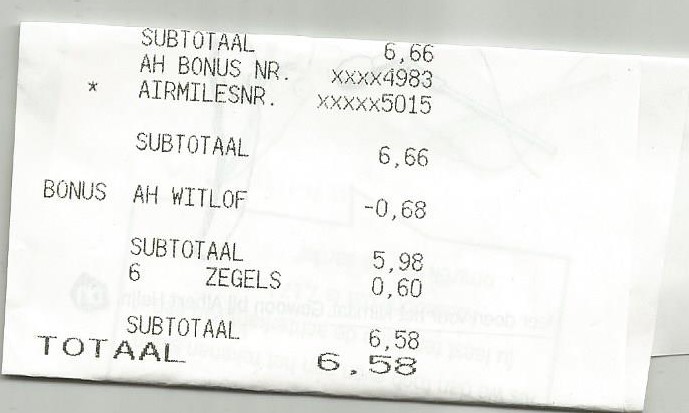 SUBTOTAAL 6,66
AH BONUS NR. xxxx4983
* AIRMILESNR. xxxxx5015
SUBTOTAAL 6,66
BONUS AH WITLOF -0,68
SUBTOTAAL 5,98
6 ZEGELS 0,60
SUBTOTAAL 6,58
TOTAAL 6,58